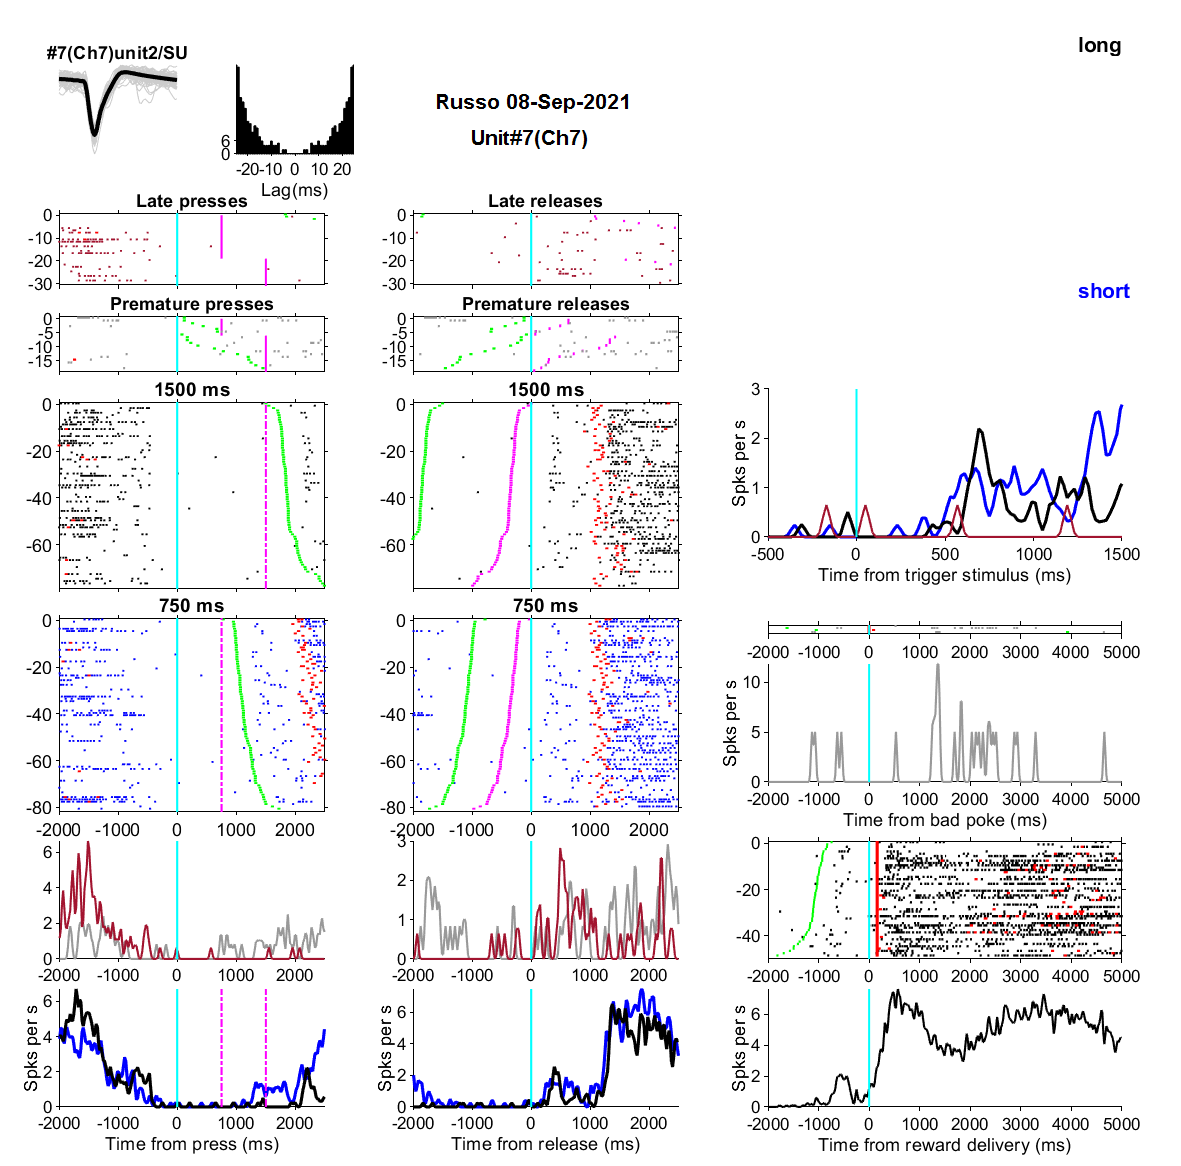 #7(Ch7)unit2/SU
long
Russo 08-Sep-2021
Unit#7(Ch7)
6
0
-20 -10 0 10 20
Lag(ms)
Late presses
0
-10
-20
-30
Late releases
0
-10
-20
-30
short
Premature presses
0
-5
-10
-15
Premature releases
0
-5
-10
-15
1500 ms
0
-20
-40
-60
1500 ms
0
-20
-40
-60
3
2
1
0
Spks per s
-500 0 500 1000 1500
Time from trigger stimulus (ms)
750 ms
0
-20
-40
-60
-80
-2000 -1000 0 1000 2000
750 ms
0
-20
-40
-60
-80
-2000 -1000 0 1000 2000
-2000 -1000 0 1000 2000 3000 4000 5000
10
5
0
Spks per s
-2000 -1000 0 1000 2000 3000 4000 5000
Time from bad poke (ms)
6
4
2
0
-2000 -1000 0 1000 2000
3
2
1
0
-2000 -1000 0 1000 2000
0
-20
-40
-2000 -1000 0 1000 2000 3000 4000 5000
6
4
2
0
Spks per s
-2000 -1000 0 1000 2000
Time from press (ms)
6
4
2
0
Spks per s
-2000 -1000 0 1000 2000
Time from release (ms)
6
4
2
0
Spks per s
-2000 -1000 0 1000 2000 3000 4000 5000
Time from reward delivery (ms)